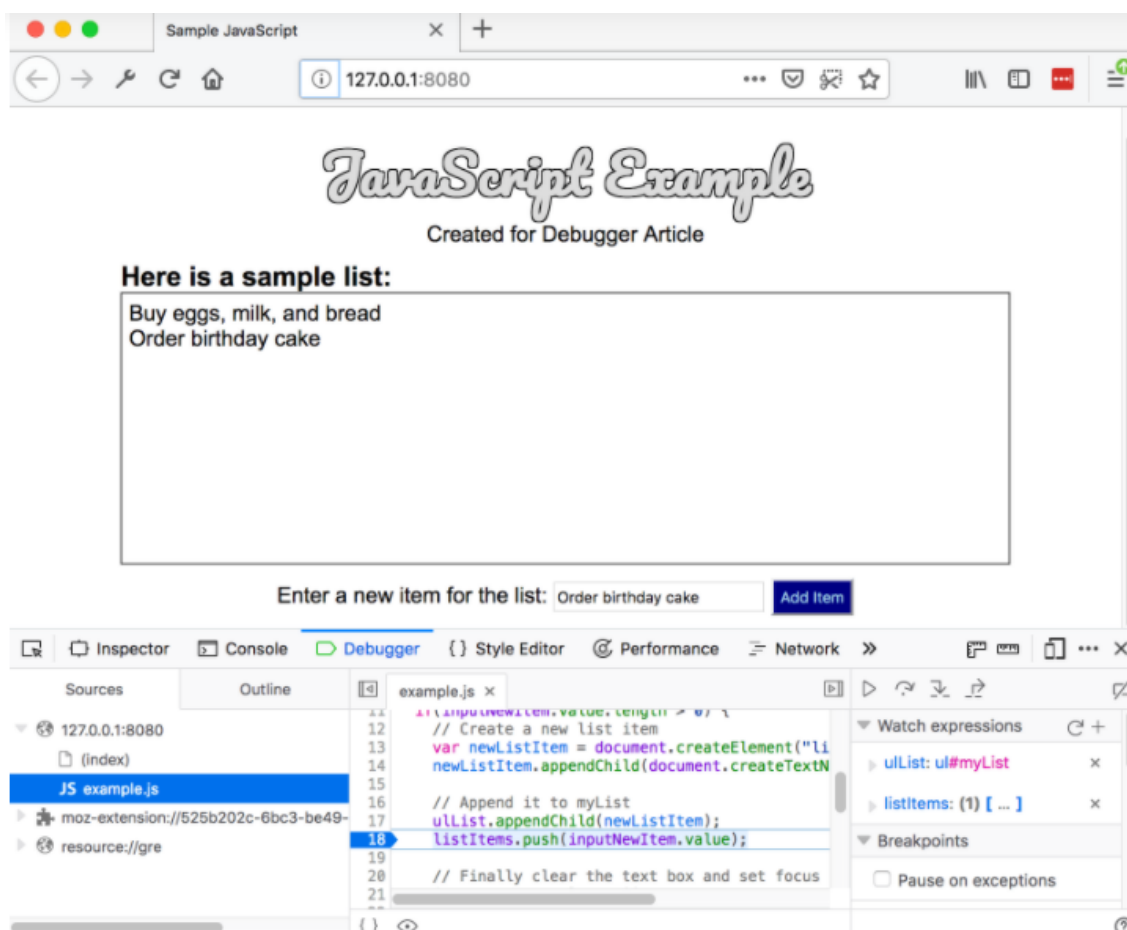 Sample JavaScript
127.0.0.1:8080
JavaScript Example
Created for Debugger Article
Here is a sample list:
Buy eggs, milk, and bread
Order birthday cake
Enter a new item for the list: Order birthday cake Add Item
Inspector Console Debugger {} Style Editor Performance Network
Sources Outline
127.0.0.1:8080
(index)
JS example.js
moz-extension://525b202c-6bc3-be49-
resource://gre
example.js
11 if(inputNewItem.value.length > 0) {
12 // Create a new list item
13 var newListItem = document.createElement("li
14 newListItem.appendChild(document.createTextN
15
16 // Append it to myList
17 ulList.appendChild(newListItem);
18 listItems.push(inputNewItem.value);
19
20 // Finally clear the text box and set focus
21
{ }
Watch expressions
ulList: ul#myList
listItems: (1) [ … ]
Breakpoints
Pause on exceptions